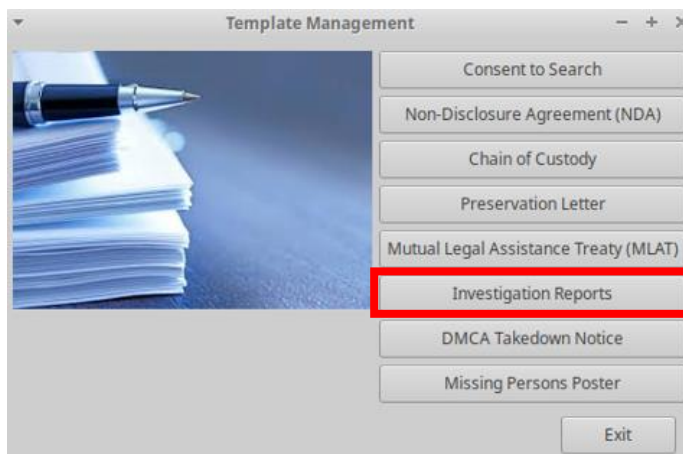 Template Management
Consent to Search
Non-Disclosure Agreement (NDA)
Chain of Custody
Preservation Letter
Mutual Legal Assistance Treaty (MLAT)
Investigation Reports
DMCA Takedown Notice
Missing Persons Poster
Exit